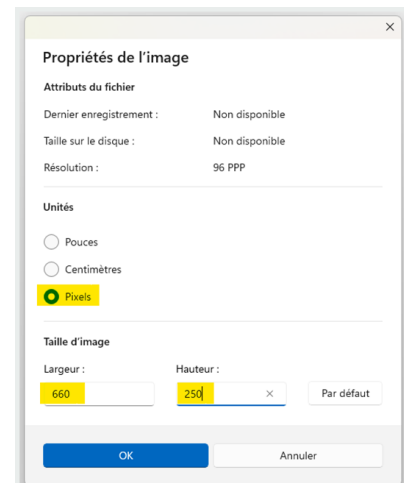 Propriétés de l'image
Attributs du fichier
Dernier enregistrement : Non disponible
Taille sur le disque : Non disponible
Résolution : 96 PPP
Unités
Pouces
Centimètres
Pixels
Taille d'image
Largeur : Hauteur :
660 250 Par défaut
OK Annuler